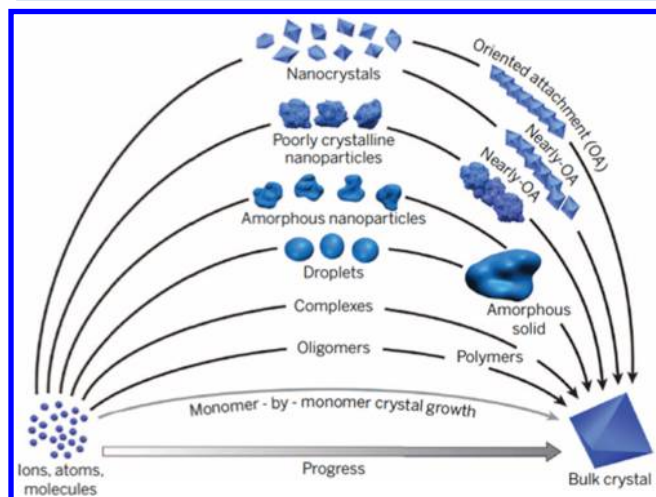 Nanocrystals
Oriented attachment (OA)
Poorly crystalline
nanoparticles
Nearly-OA
Nearly-OA
Amorphous nanoparticles
Droplets
Amorphous
solid
Complexes
Oligomers
Polymers
Monomer - by - monomer crystal growth
Ions, atoms,
molecules
Progress
Bulk crystal